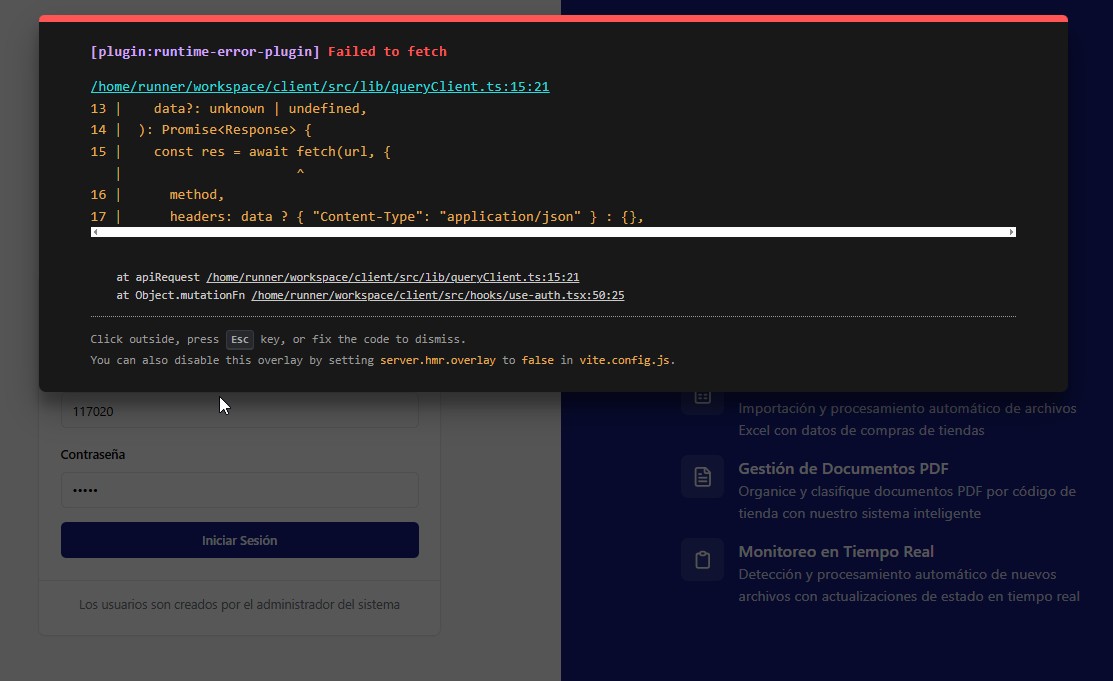 [plugin:runtime-error-plugin] Failed to fetch
/home/runner/workspace/client/src/lib/queryClient.ts:15:21
13 |    data?: unknown | undefined,
14 |  ): Promise<Response> {
15 |    const res = await fetch(url, {
   |                      ^
16 |      method,
17 |      headers: data ? { "Content-Type": "application/json" } : {},
at apiRequest /home/runner/workspace/client/src/lib/queryClient.ts:15:21
at Object.mutationFn /home/runner/workspace/client/src/hooks/use-auth.tsx:50:25
Click outside, press Esc key, or fix the code to dismiss.
You can also disable this overlay by setting server.hmr.overlay to false in vite.config.js.
117020
Contraseña
•••••
Iniciar Sesión
Los usuarios son creados por el administrador del sistema
Importación y procesamiento automático de archivos
Excel con datos de compras de tiendas
Gestión de Documentos PDF
Organice y clasifique documentos PDF por código de
tienda con nuestro sistema inteligente
Monitoreo en Tiempo Real
Detección y procesamiento automático de nuevos
archivos con actualizaciones de estado en tiempo real